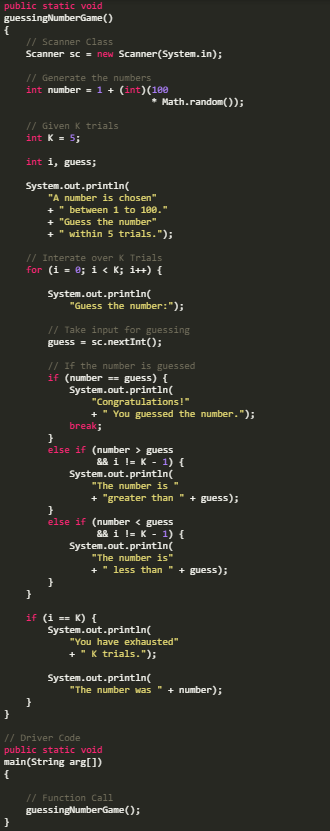 public static void
guessingNumberGame()
{
// Scanner Class
Scanner sc = new Scanner(System.in);
// Generate the numbers
int number = 1 + (int)(100
* Math.random());
// Given K trials
int K = 5;
int i, guess;
System.out.println(
"A number is chosen"
+ " between 1 to 100."
+ "Guess the number"
+ " within 5 trials.");
// Interate over K Trials
for (i = 0; i < K; i++) {
System.out.println(
"Guess the number:");
// Take input for guessing
guess = sc.nextInt();
// If the number is guessed
if (number == guess) {
System.out.println(
"Congratulations!"
+ " You guessed the number.");
break;
}
else if (number > guess
&& i != K - 1) {
System.out.println(
"The number is "
+ "greater than " + guess);
}
else if (number < guess
&& i != K - 1) {
System.out.println(
"The number is"
+ " less than " + guess);
}
}
if (i == K) {
System.out.println(
"You have exhausted"
+ " K trials.");
System.out.println(
"The number was " + number);
}
}
// Driver Code
public static void
main(String arg[])
{
// Function Call
guessingNumberGame();
}